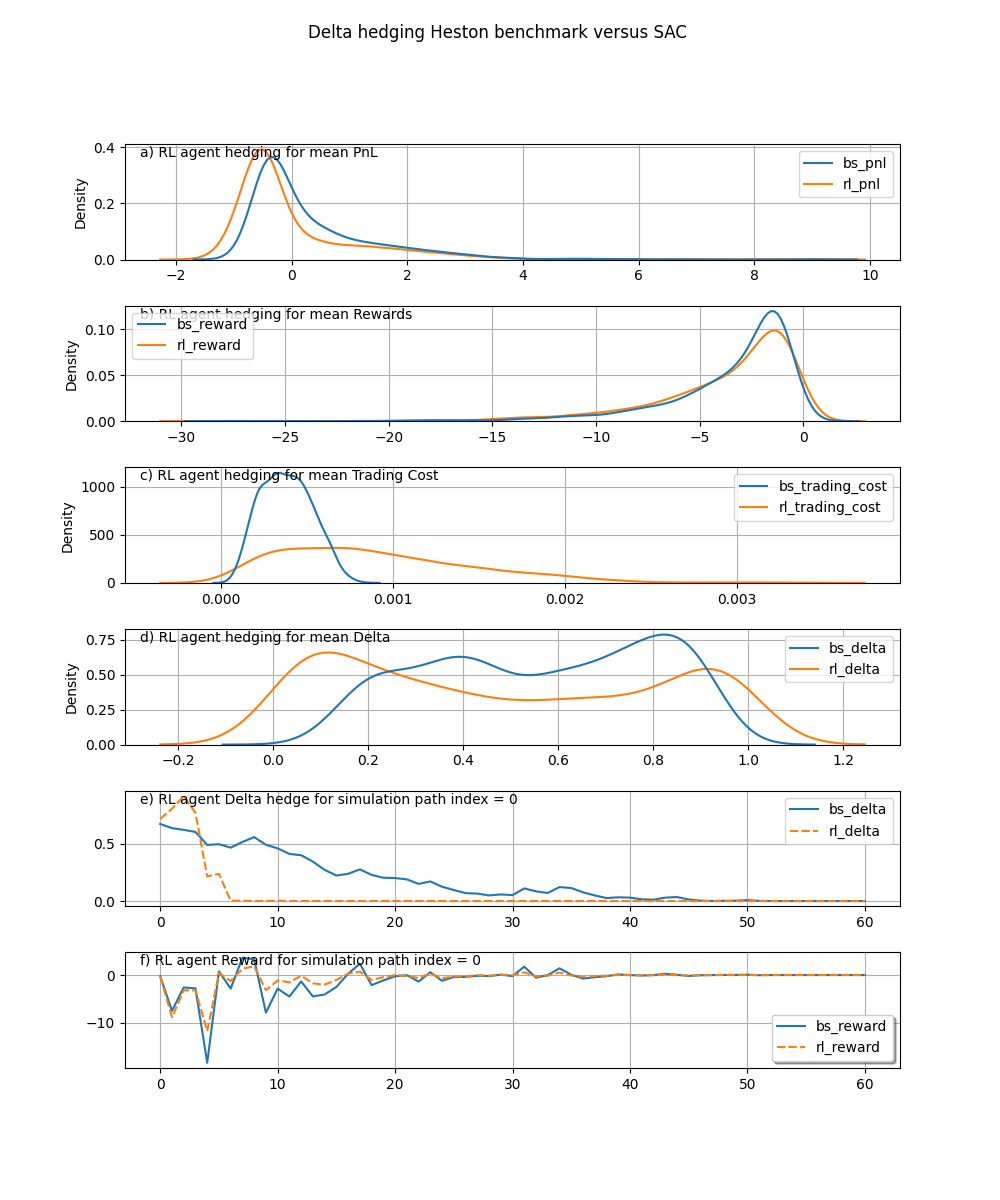 Delta hedging Heston benchmark versus SAC
a) RL agent hedging for mean PnL
bs_pnl
rl_pnl
Density
0.4
0.2
0.0
−2 0 2 4 6 8 10
b) RL agent hedging for mean Rewards
bs_reward
rl_reward
Density
0.10
0.05
0.00
−30 −25 −20 −15 −10 −5 0
c) RL agent hedging for mean Trading Cost
bs_trading_cost
rl_trading_cost
Density
1000
500
0
0.000 0.001 0.002 0.003
d) RL agent hedging for mean Delta
bs_delta
rl_delta
Density
0.75
0.50
0.25
0.00
−0.2 0.0 0.2 0.4 0.6 0.8 1.0 1.2
e) RL agent Delta hedge for simulation path index = 0
bs_delta
rl_delta
0.5
0.0
0 10 20 30 40 50 60
f) RL agent Reward for simulation path index = 0
0
−10
bs_reward
rl_reward
0 10 20 30 40 50 60